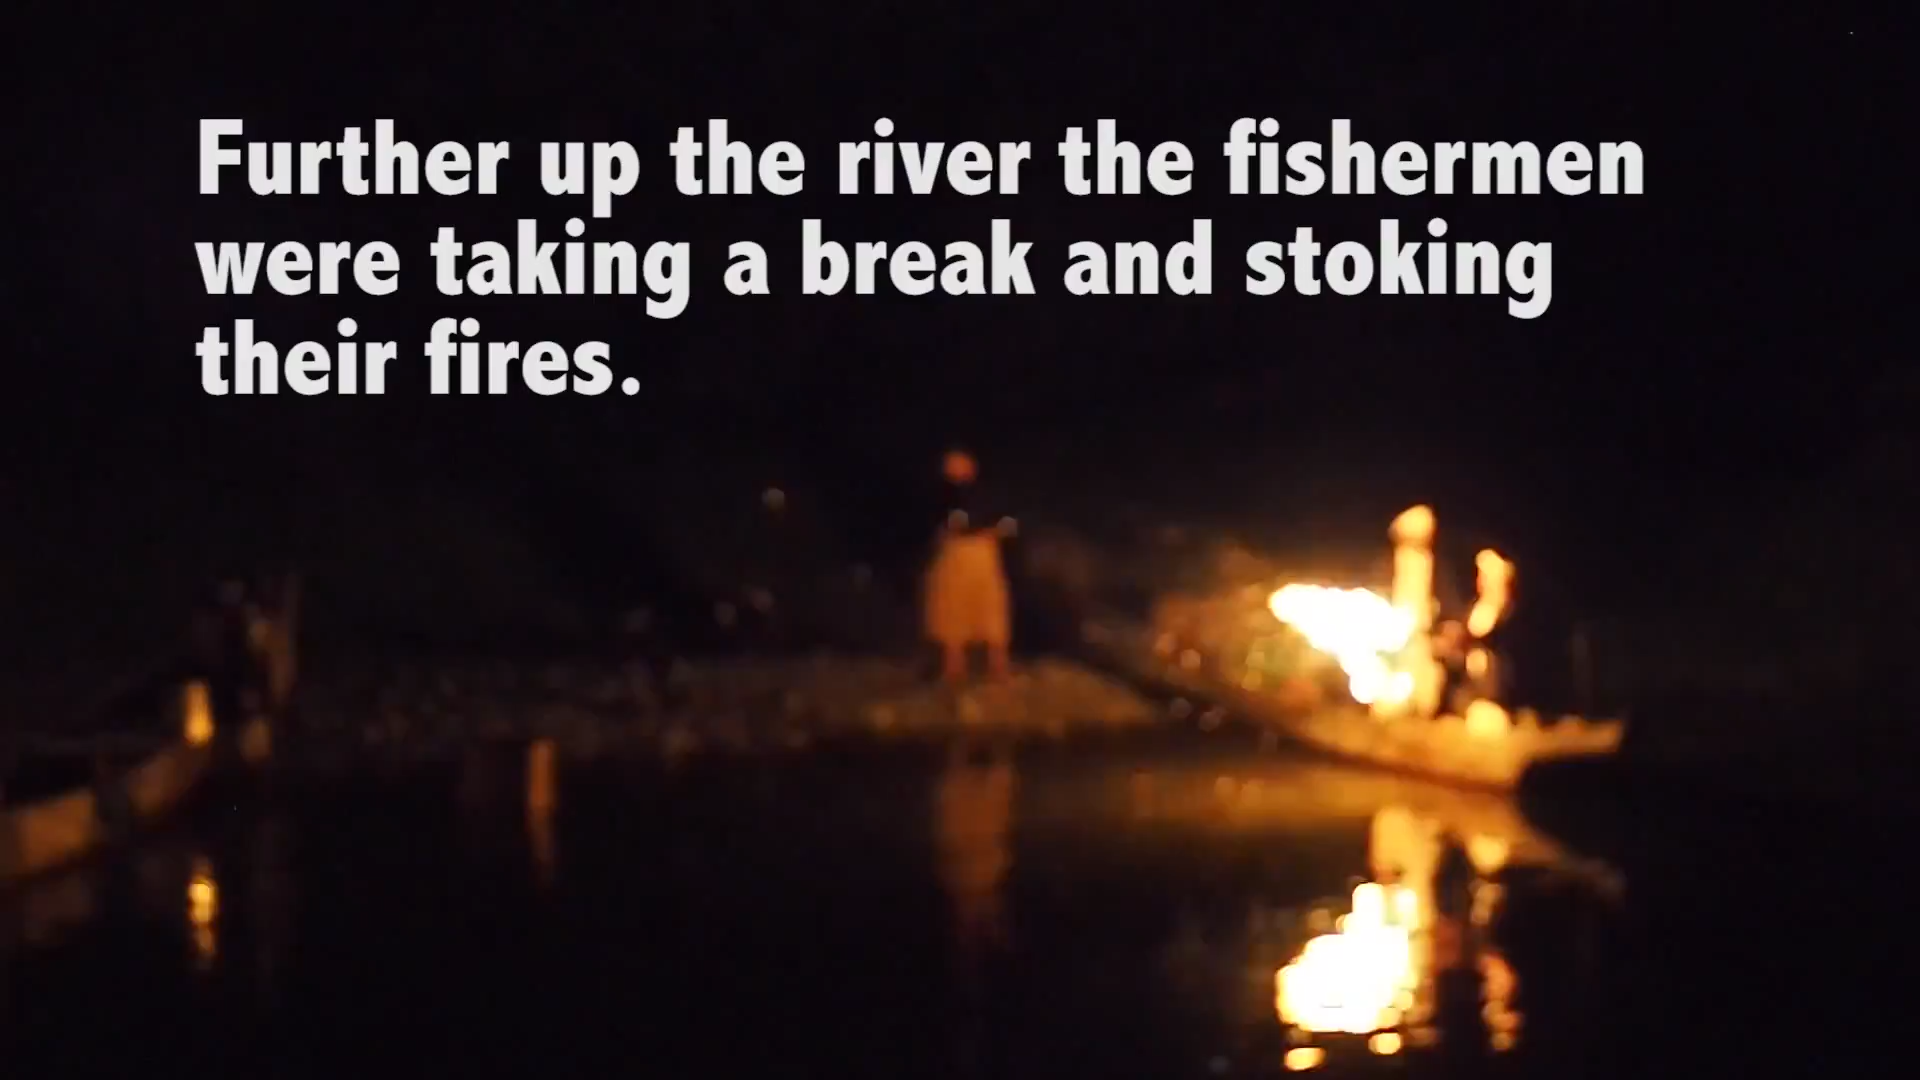 Further up the river the fishermen
were taking a break and stoking
their fires.